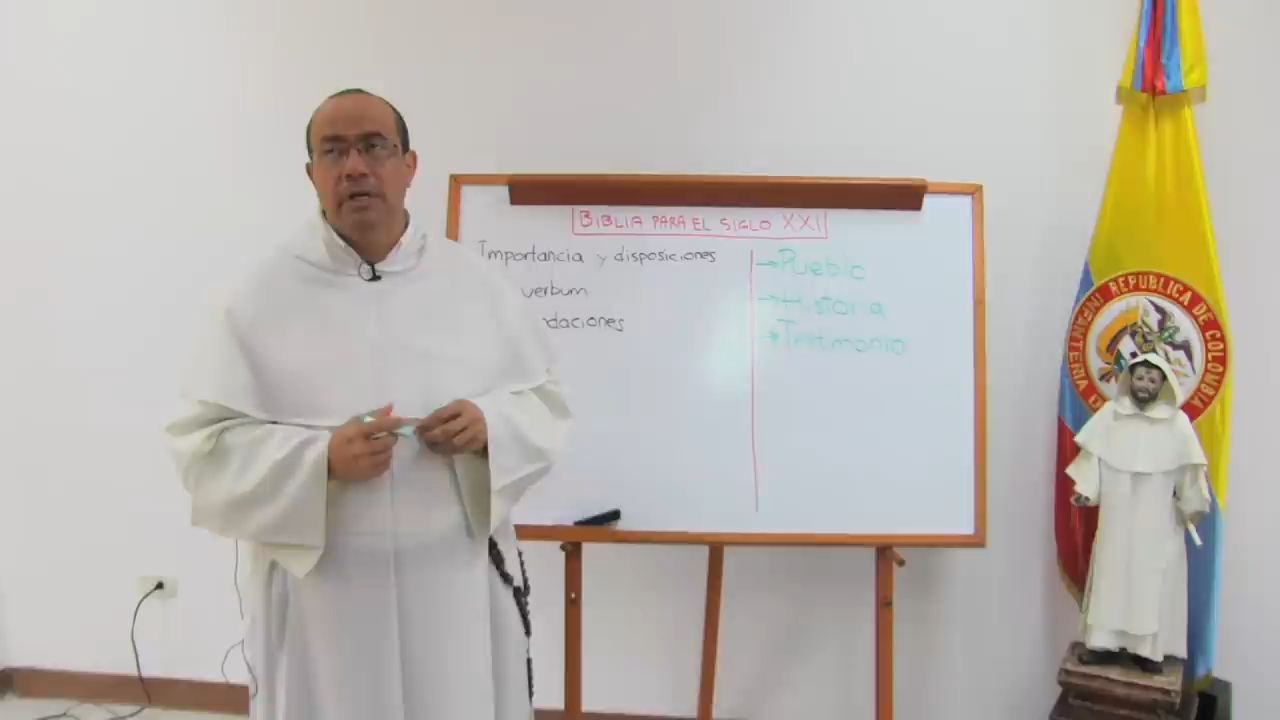 BIBLIA PARA EL SIGLO XXI
Importancia y disposiciones
verbum
daciones
→Pueblo
→Historia
→Testimonio
REPUBLICA DE COLOMBIA